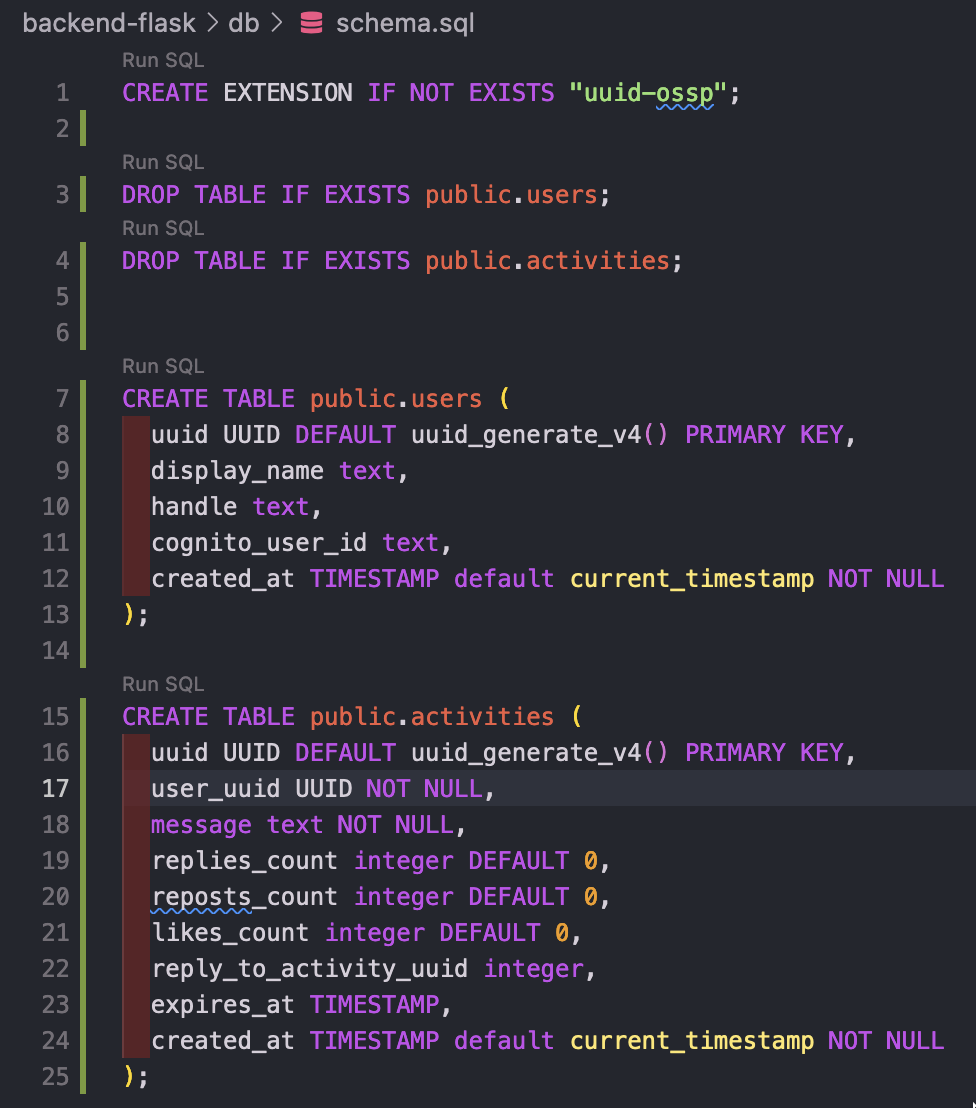 backend-flask > db > schema.sql
Run SQL
1 CREATE EXTENSION IF NOT EXISTS "uuid-ossp";
2
Run SQL
3 DROP TABLE IF EXISTS public.users;
Run SQL
4 DROP TABLE IF EXISTS public.activities;
5
6
Run SQL
7 CREATE TABLE public.users (
8 uuid UUID DEFAULT uuid_generate_v4() PRIMARY KEY,
9 display_name text,
10 handle text,
11 cognito_user_id text,
12 created_at TIMESTAMP default current_timestamp NOT NULL
13 );
14
Run SQL
15 CREATE TABLE public.activities (
16 uuid UUID DEFAULT uuid_generate_v4() PRIMARY KEY,
17 user_uuid UUID NOT NULL,
18 message text NOT NULL,
19 replies_count integer DEFAULT 0,
20 reposts_count integer DEFAULT 0,
21 likes_count integer DEFAULT 0,
22 reply_to_activity_uuid integer,
23 expires_at TIMESTAMP,
24 created_at TIMESTAMP default current_timestamp NOT NULL
25 );